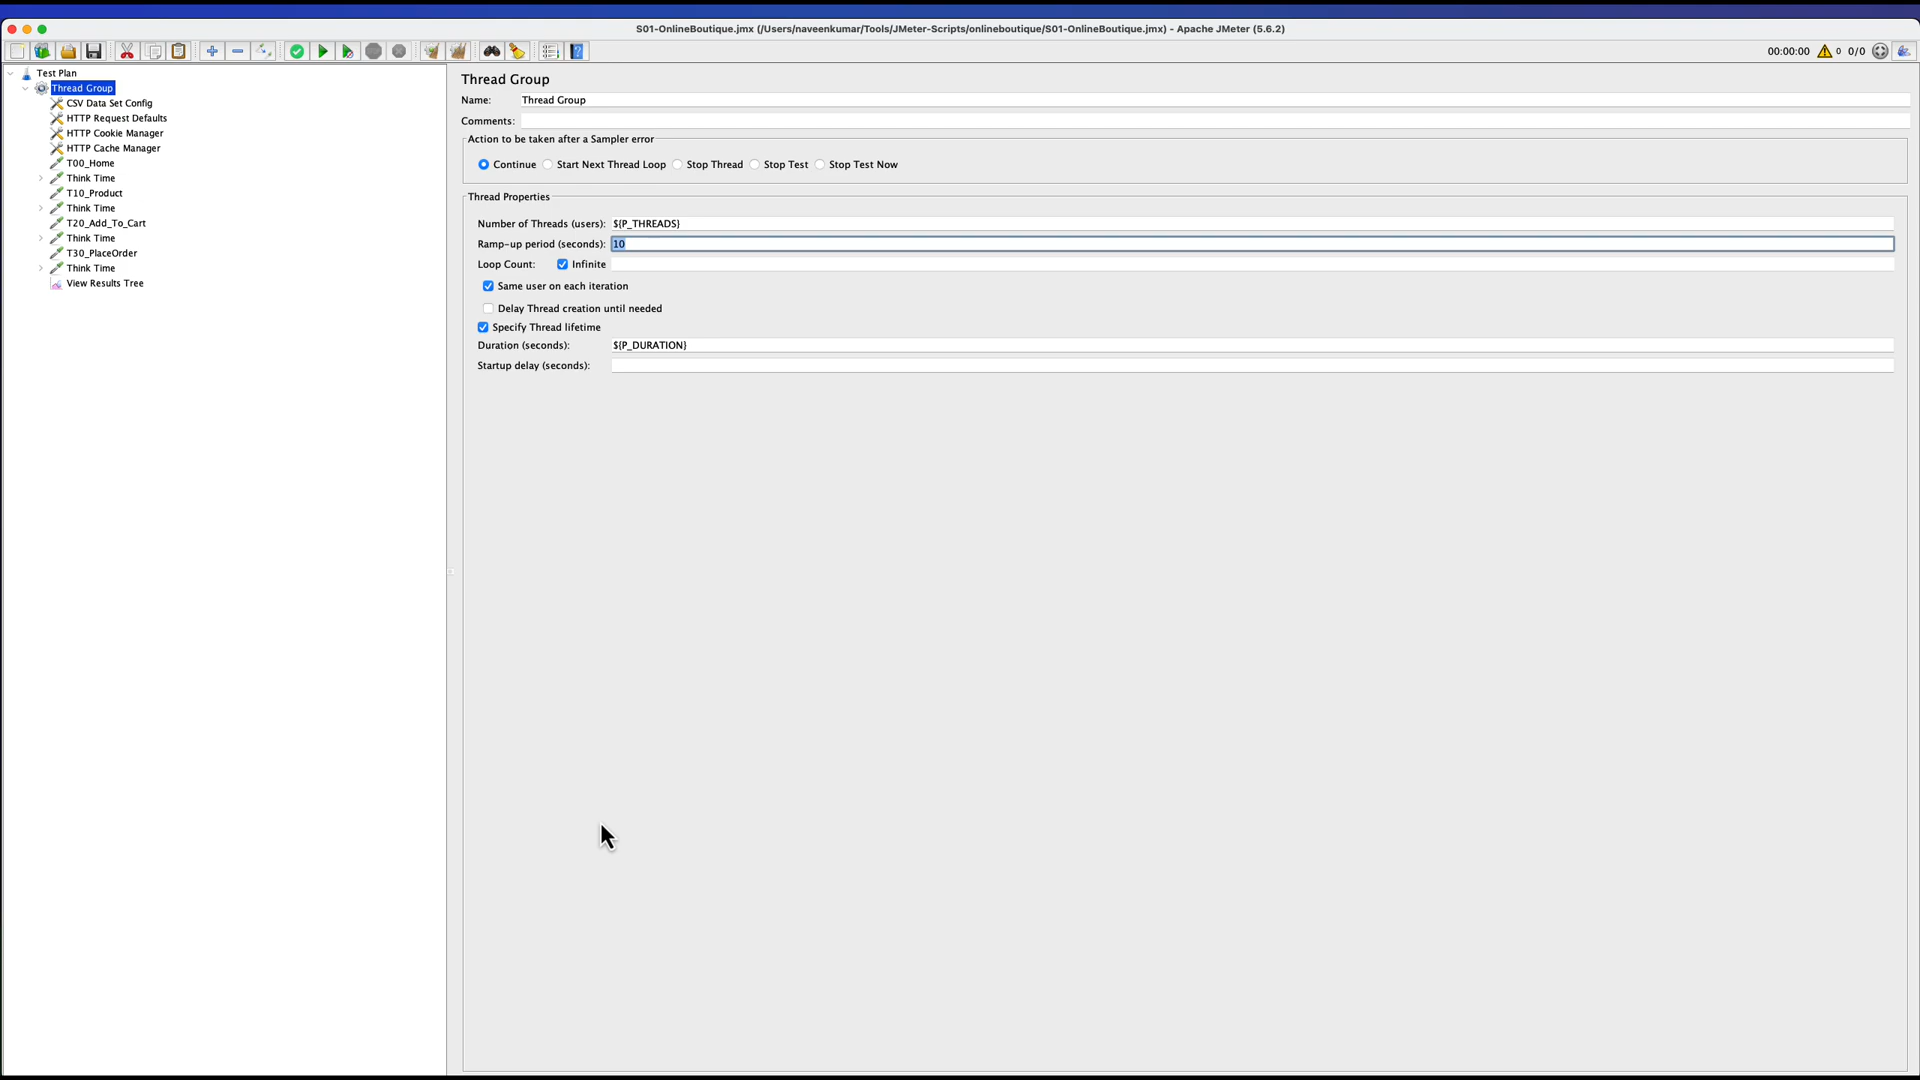 S01-OnlineBoutique.jmx (/Users/naveenkumar/Tools/JMeter-Scripts/onlineboutique/S01-OnlineBoutique.jmx) - Apache JMeter (5.6.2)
00:00:00 0 0/0
Test Plan
Thread Group
CSV Data Set Config
HTTP Request Defaults
HTTP Cookie Manager
HTTP Cache Manager
T00_Home
Think Time
T10_Product
Think Time
T20_Add_To_Cart
Think Time
T30_PlaceOrder
Think Time
View Results Tree
Thread Group
Name: Thread Group
Comments:
Action to be taken after a Sampler error
Continue Start Next Thread Loop Stop Thread Stop Test Stop Test Now
Thread Properties
Number of Threads (users): ${P_THREADS}
Ramp-up period (seconds): 10
Loop Count: Infinite
Same user on each iteration
Delay Thread creation until needed
Specify Thread lifetime
Duration (seconds): ${P_DURATION}
Startup delay (seconds):